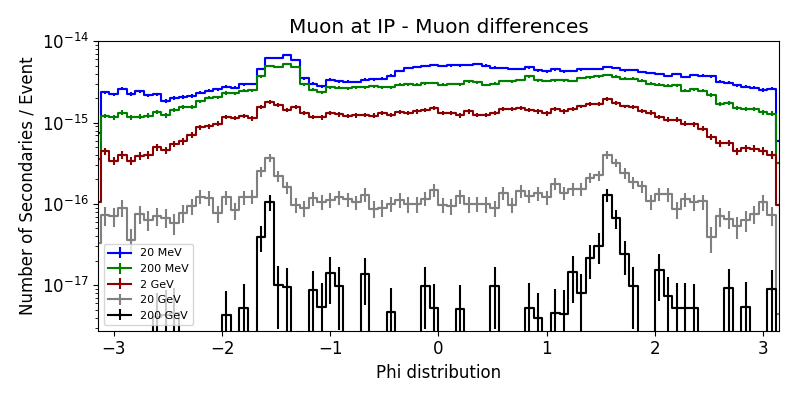 Muon at IP - Muon differences
Number of Secondaries / Event
10⁻¹⁴
10⁻¹⁵
10⁻¹⁶
10⁻¹⁷
20 MeV
200 MeV
2 GeV
20 GeV
200 GeV
−3 −2 −1 0 1 2 3
Phi distribution